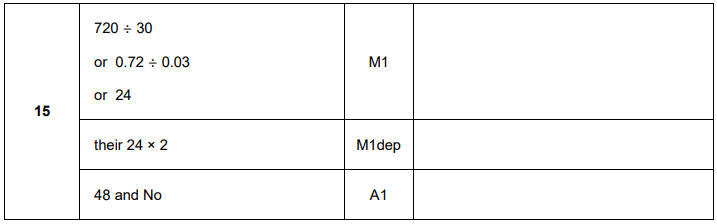 15
720 ÷ 30
or 0.72 ÷ 0.03
or 24
M1
their 24 × 2
M1dep
48 and No
A1